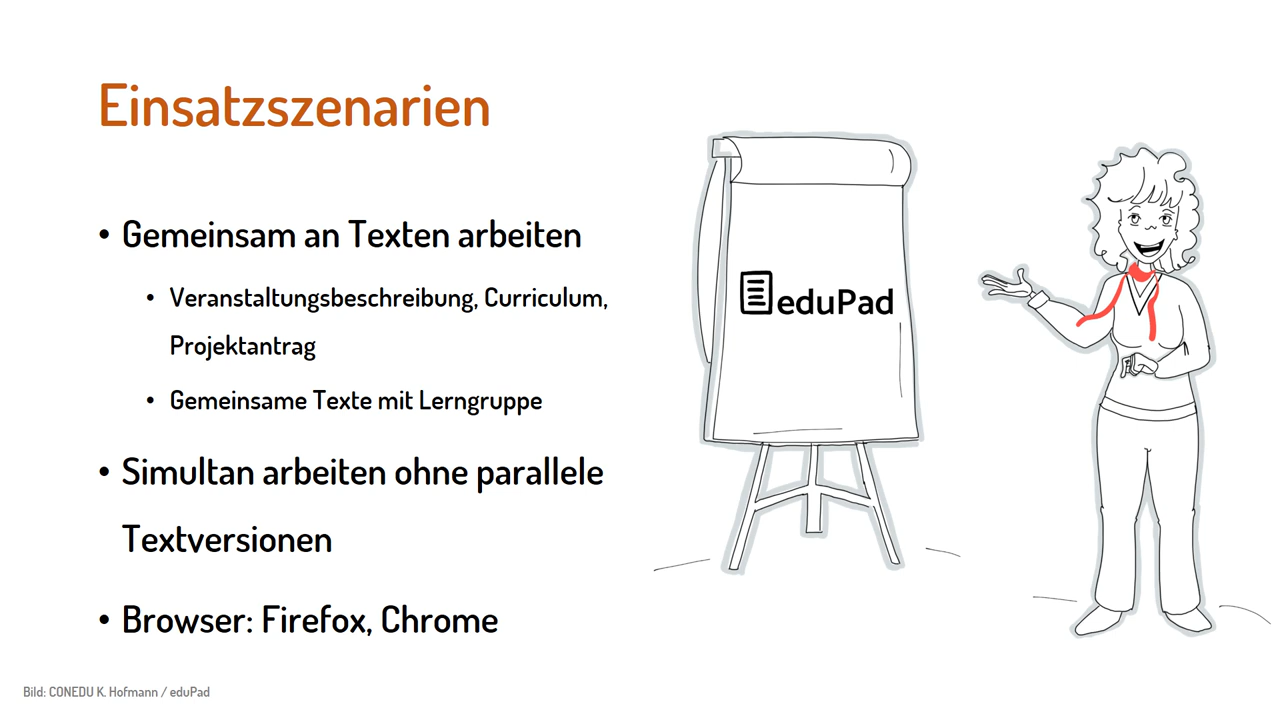 Einsatzszenarien
• Gemeinsam an Texten arbeiten
• Veranstaltungsbeschreibung, Curriculum,
Projektantrag
• Gemeinsame Texte mit Lerngruppe
• Simultan arbeiten ohne parallele
Textversionen
• Browser: Firefox, Chrome
eduPad
Bild: CONEDU K. Hofmann / eduPad